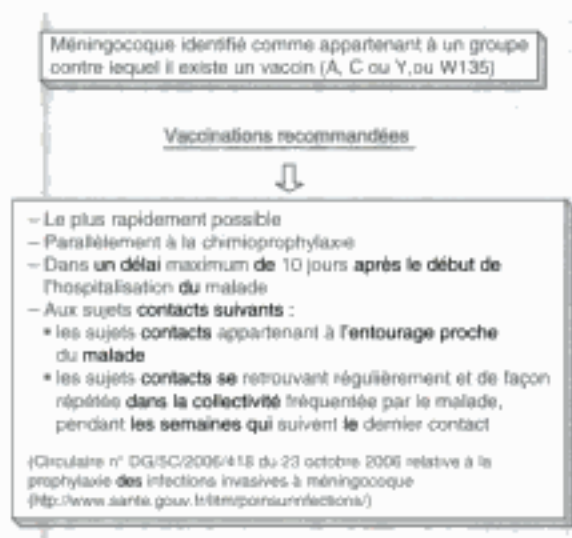 Méningocoque identifié comme appartenant à un groupe
contre lequel il existe un vaccin (A, C ou Y,ou W135)
Vaccinations recommandées
– Le plus rapidement possible
– Parallèlement à la chimioprophylaxie
– Dans un délai maximum de 10 jours après le début de
l'hospitalisation du malade
– Aux sujets contacts suivants :
• les sujets contacts appartenant à l'entourage proche
du malade
• les sujets contacts se retrouvant régulièrement et de façon
répétée dans la collectivité fréquentée par le malade,
pendant les semaines qui suivent le dernier contact
(Circulaire n° DG/5C/2006/418 du 23 octobre 2006 relative à la
prophylaxie des infections invasives à méningocoque